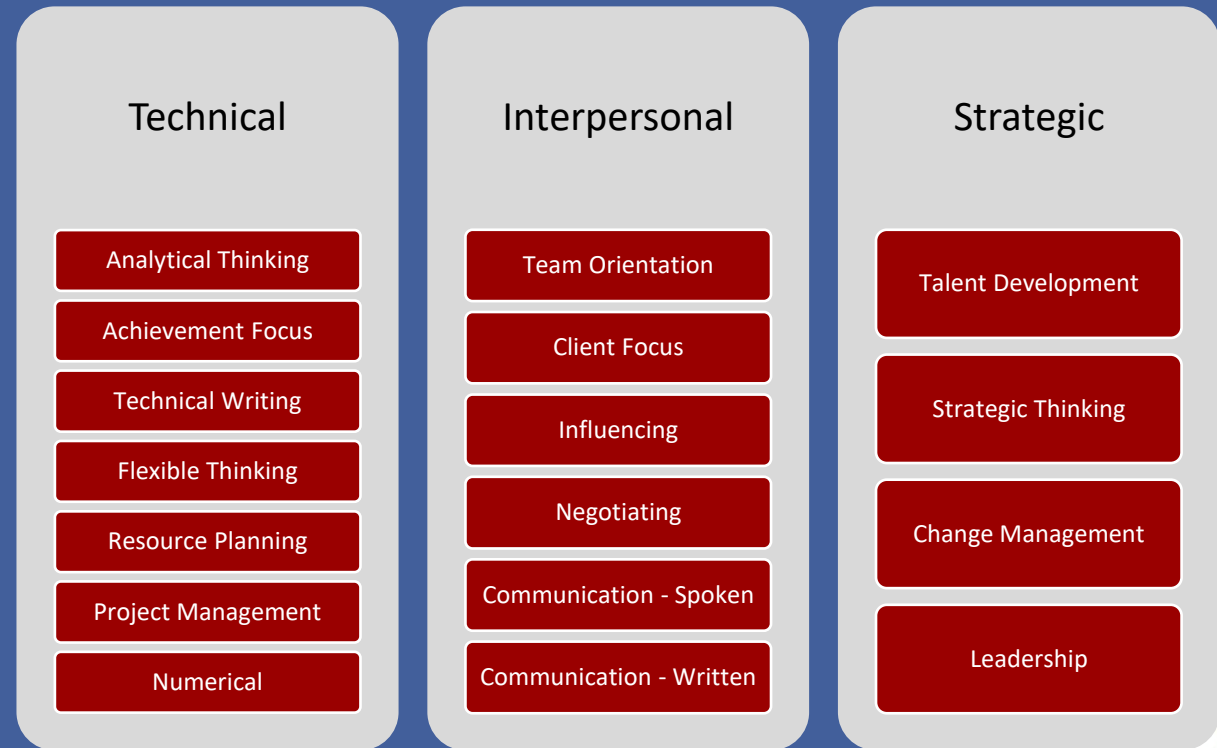 Technical
Analytical Thinking
Achievement Focus
Technical Writing
Flexible Thinking
Resource Planning
Project Management
Numerical
Interpersonal
Team Orientation
Client Focus
Influencing
Negotiating
Communication - Spoken
Communication - Written
Strategic
Talent Development
Strategic Thinking
Change Management
Leadership